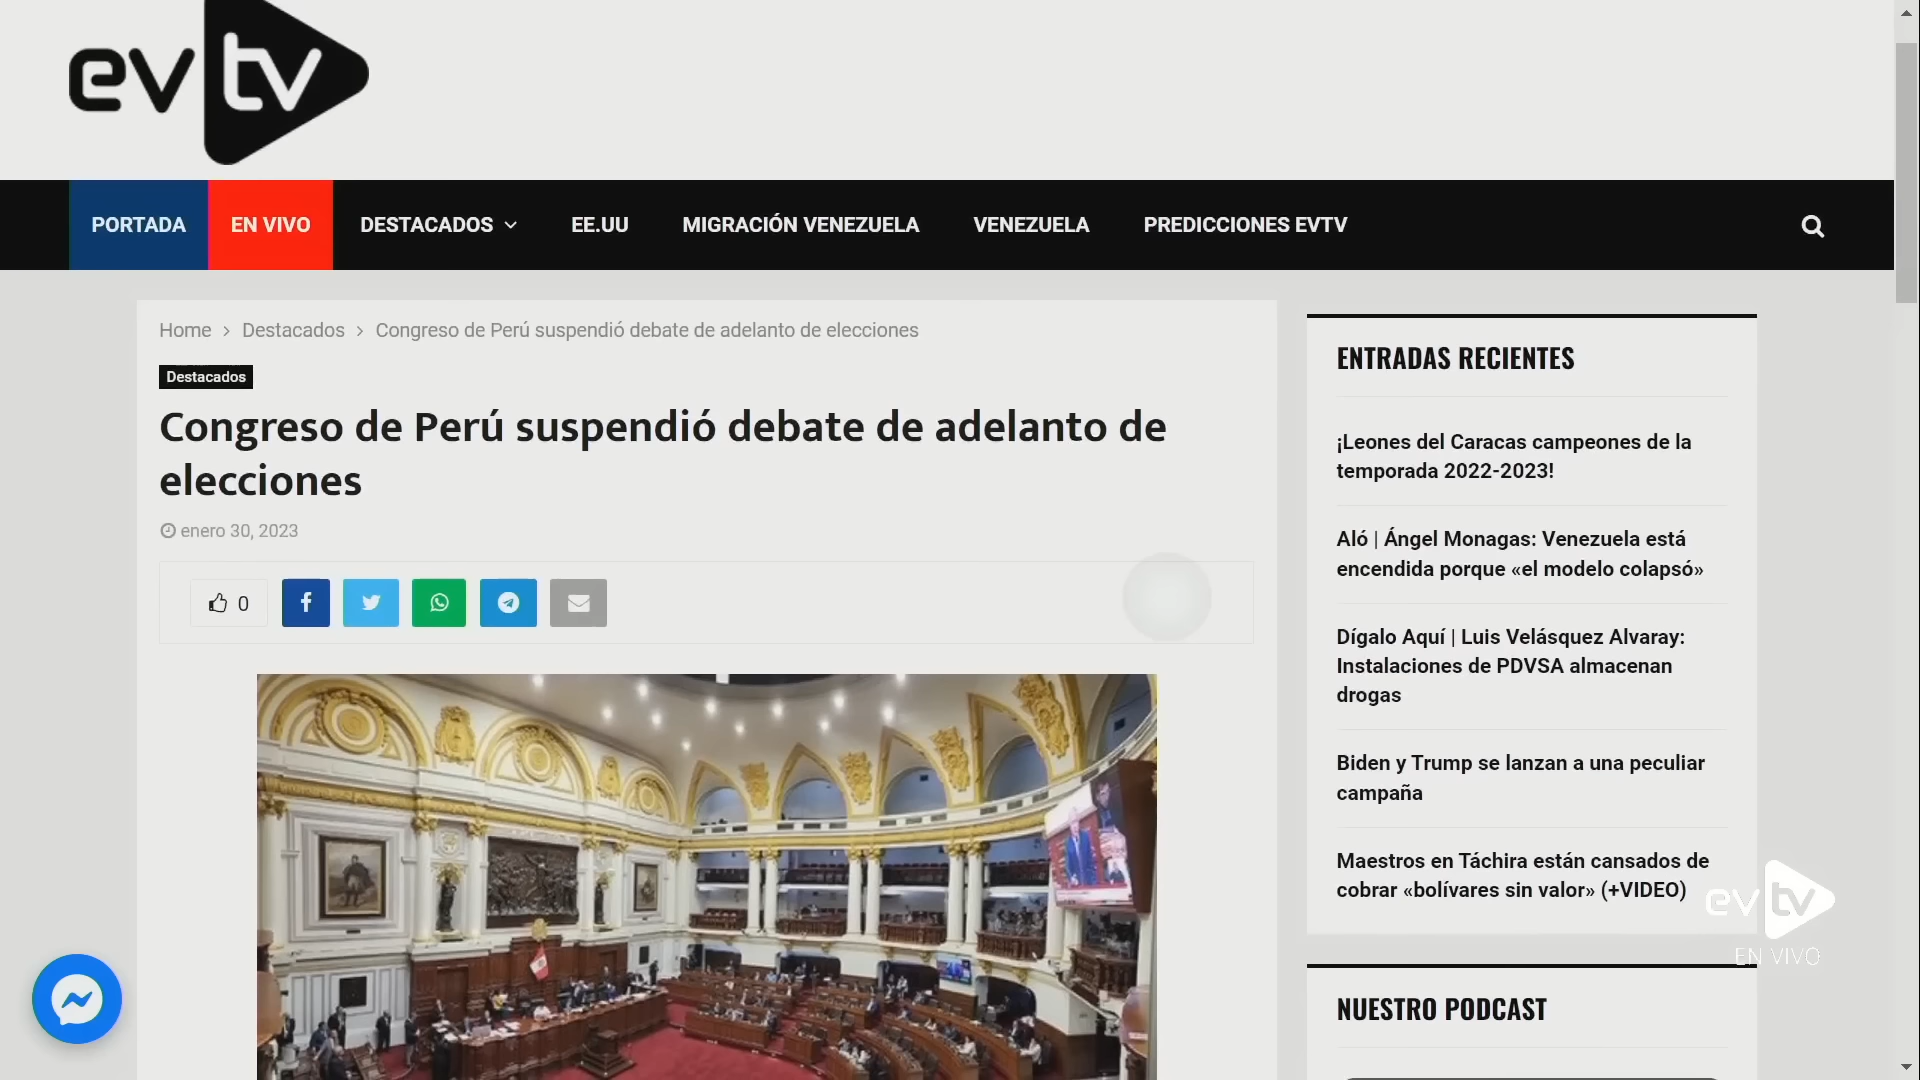 evtv
PORTADA
EN VIVO
DESTACADOS
EE.UU
MIGRACIÓN VENEZUELA
VENEZUELA
PREDICCIONES EVTV
Home > Destacados > Congreso de Perú suspendió debate de adelanto de elecciones
Destacados
Congreso de Perú suspendió debate de adelanto de
elecciones
enero 30, 2023
0
ENTRADAS RECIENTES
¡Leones del Caracas campeones de la
temporada 2022-2023!
Aló | Ángel Monagas: Venezuela está
encendida porque «el modelo colapsó»
Dígalo Aquí | Luis Velásquez Alvaray:
Instalaciones de PDVSA almacenan
drogas
Biden y Trump se lanzan a una peculiar
campaña
Maestros en Táchira están cansados de
cobrar «bolívares sin valor» (+VIDEO)
evtv
EN VIVO
NUESTRO PODCAST